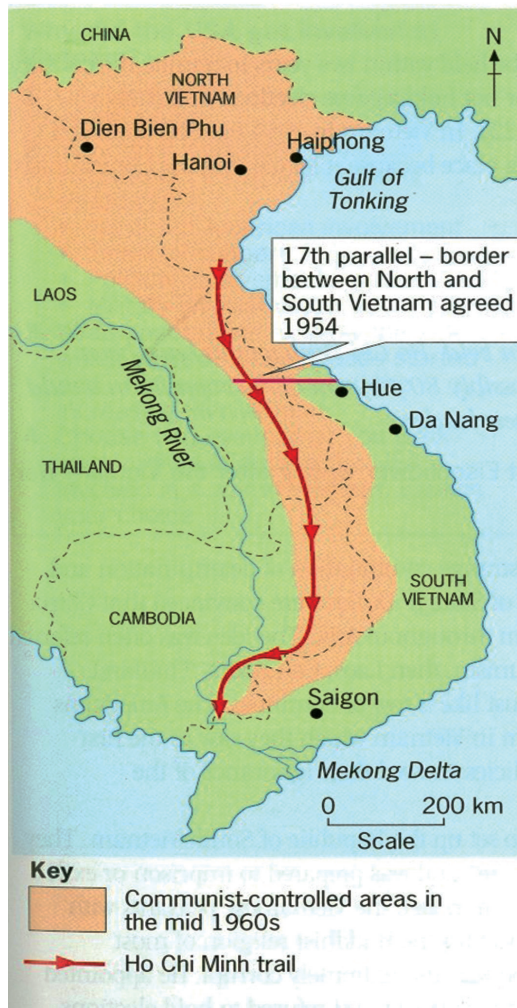 CHINA
N
NORTH
VIETNAM
Dien Bien Phu
Haiphong
Hanoi
Gulf of
Tonking
17th parallel – border
between North and
South Vietnam agreed
1954
LAOS
Mekong River
Hue
Da Nang
THAILAND
SOUTH
VIETNAM
CAMBODIA
Saigon
Mekong Delta
0 200 km
Scale
Key
Communist-controlled areas in
the mid 1960s
Ho Chi Minh trail